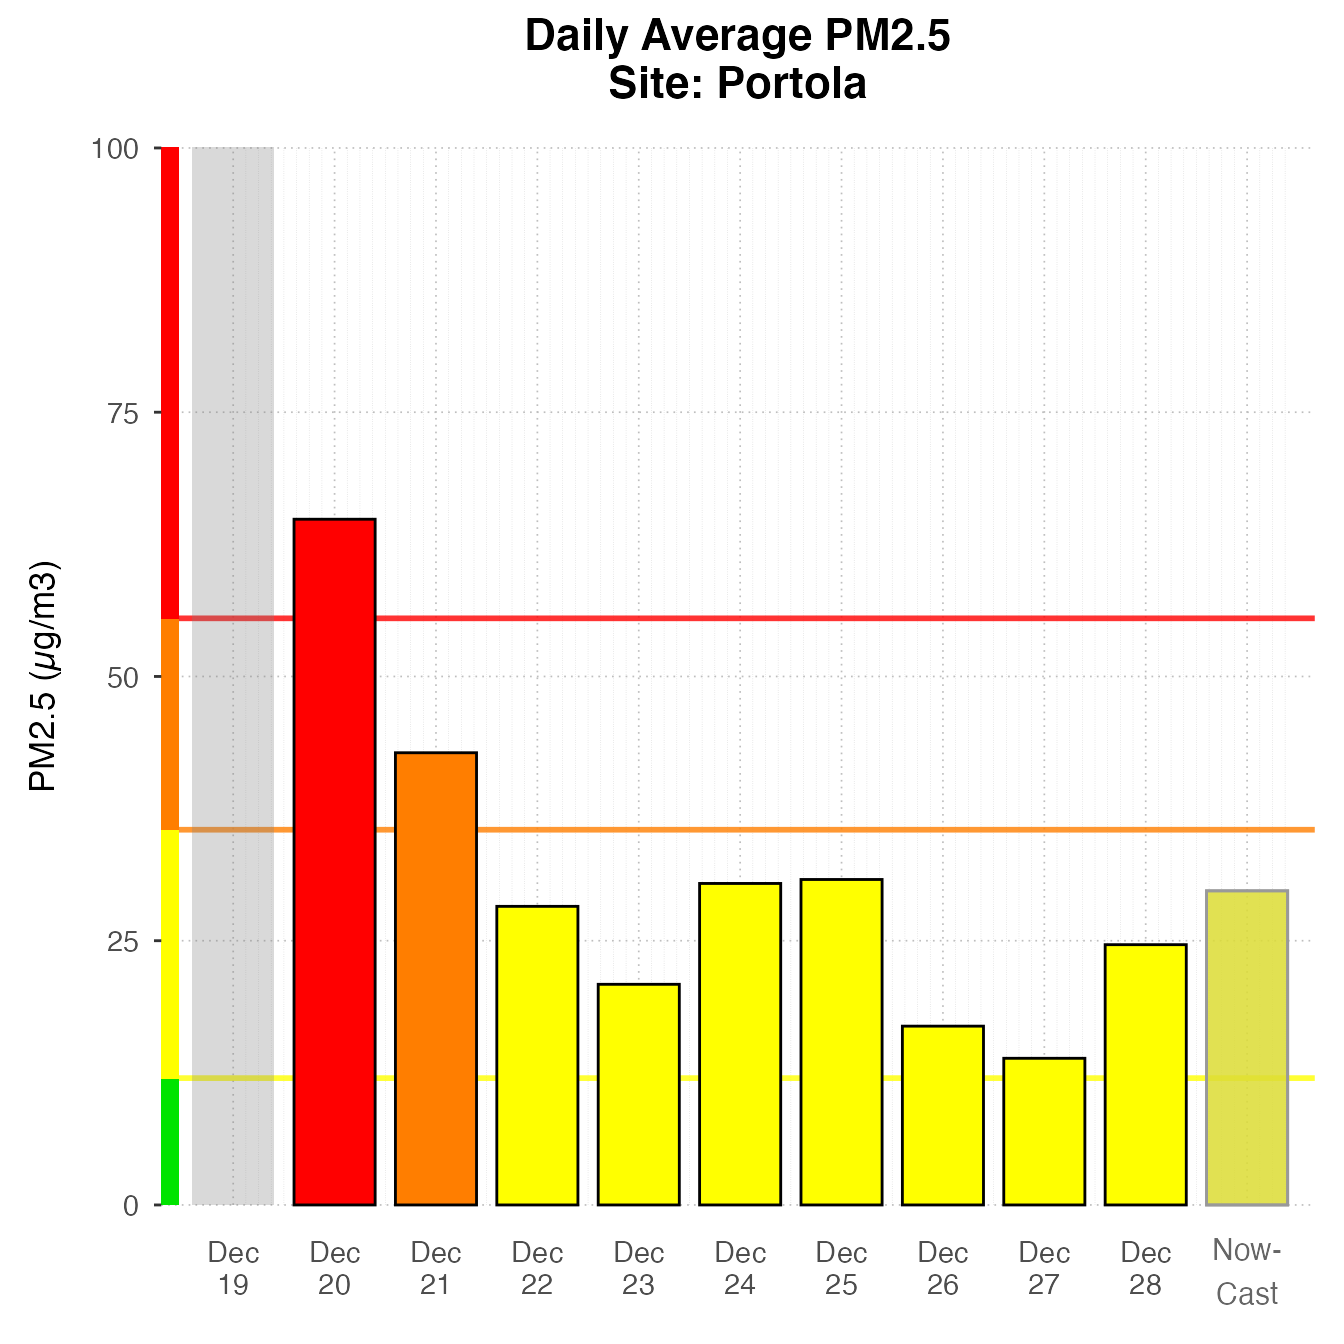 Daily Average PM2.5
Site: Portola
PM2.5 (µg/m3)
100
75
50
25
0
Dec 19
Dec 20
Dec 21
Dec 22
Dec 23
Dec 24
Dec 25
Dec 26
Dec 27
Dec 28
Now-
Cast